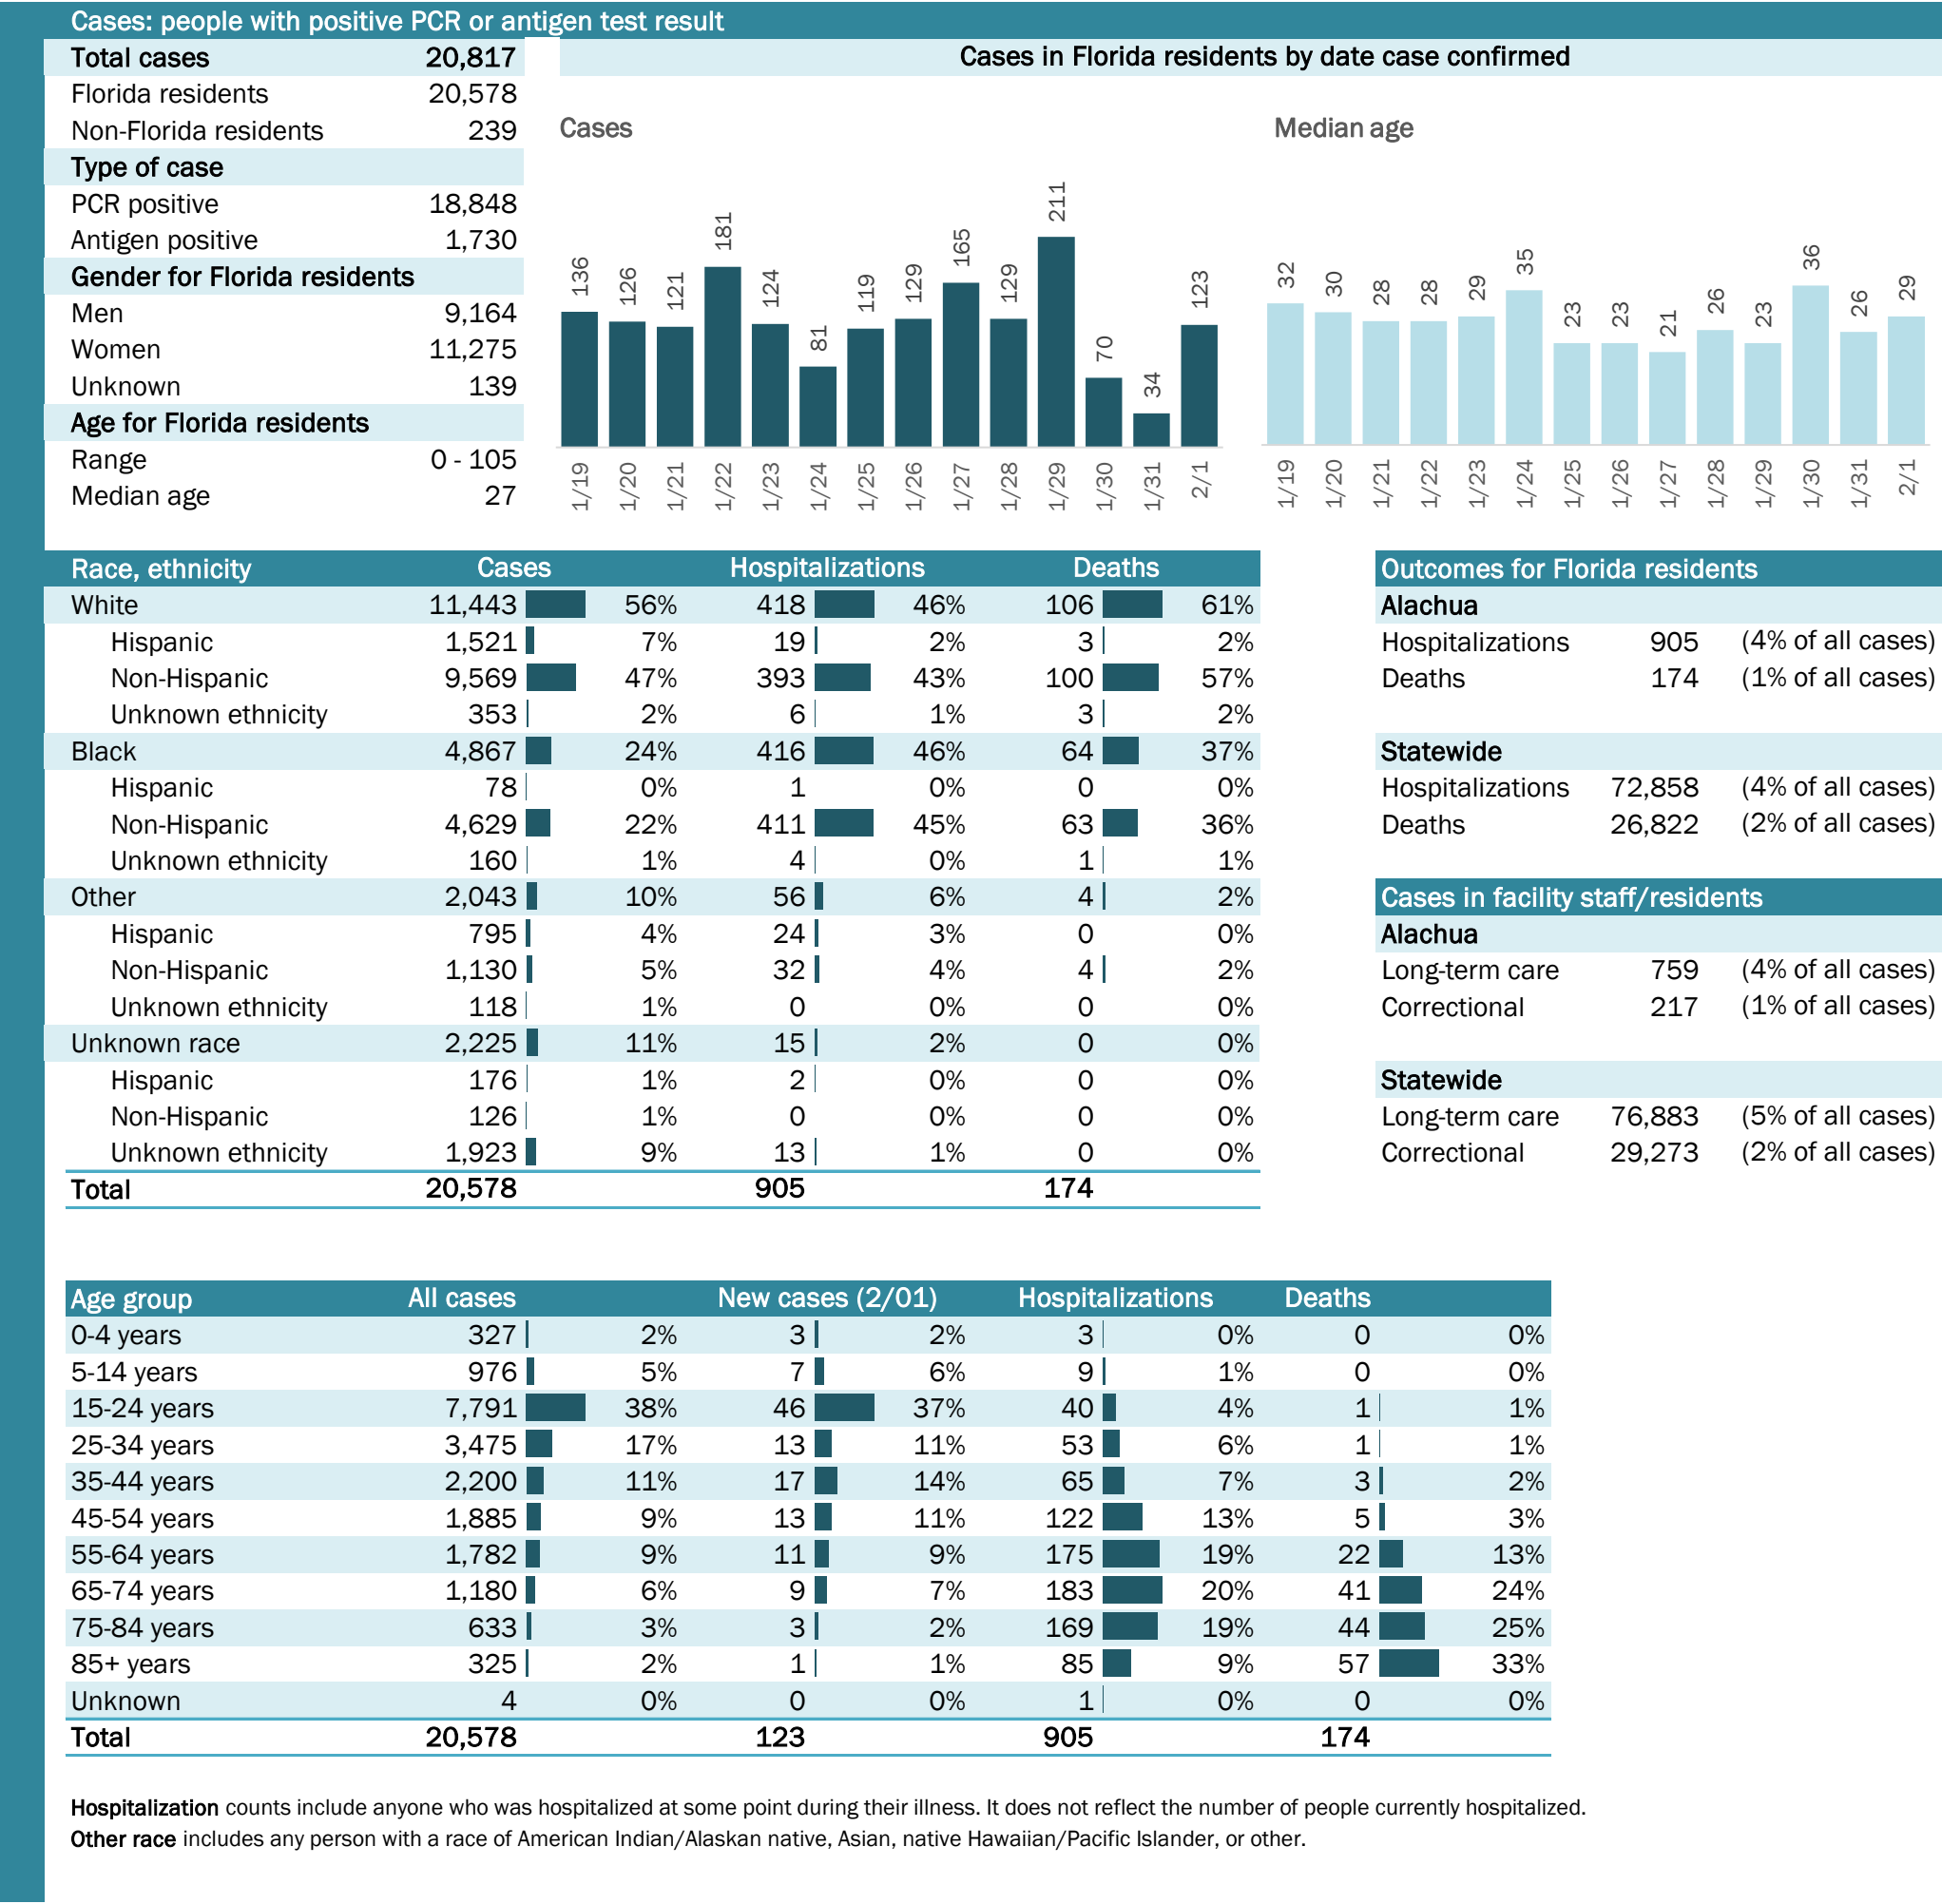 Cases: people with positive PCR or antigen test result
Total cases 20,817
Florida residents 20,578
Non-Florida residents 239
Type of case
PCR positive 18,848
Antigen positive 1,730
Gender for Florida residents
Men 9,164
Women 11,275
Unknown 139
Age for Florida residents
Range 0 - 105
Median age 27
Cases in Florida residents by date case confirmed
Cases
136 126 121 181 124 81 119 129 165 129 211 70 34 123
1/19 1/20 1/21 1/22 1/23 1/24 1/25 1/26 1/27 1/28 1/29 1/30 1/31 2/1
Median age
32 30 28 28 29 35 23 23 21 26 23 36 26 29
1/19 1/20 1/21 1/22 1/23 1/24 1/25 1/26 1/27 1/28 1/29 1/30 1/31 2/1
Race, ethnicity Cases Hospitalizations Deaths
White 11,443 56% 418 46% 106 61%
Hispanic 1,521 7% 19 2% 3 2%
Non-Hispanic 9,569 47% 393 43% 100 57%
Unknown ethnicity 353 2% 6 1% 3 2%
Black 4,867 24% 416 46% 64 37%
Hispanic 78 0% 1 0% 0 0%
Non-Hispanic 4,629 22% 411 45% 63 36%
Unknown ethnicity 160 1% 4 0% 1 1%
Other 2,043 10% 56 6% 4 2%
Hispanic 795 4% 24 3% 0 0%
Non-Hispanic 1,130 5% 32 4% 4 2%
Unknown ethnicity 118 1% 0 0% 0 0%
Unknown race 2,225 11% 15 2% 0 0%
Hispanic 176 1% 2 0% 0 0%
Non-Hispanic 126 1% 0 0% 0 0%
Unknown ethnicity 1,923 9% 13 1% 0 0%
Total 20,578 905 174
Outcomes for Florida residents
Alachua
Hospitalizations 905 (4% of all cases)
Deaths 174 (1% of all cases)
Statewide
Hospitalizations 72,858 (4% of all cases)
Deaths 26,822 (2% of all cases)
Cases in facility staff/residents
Alachua
Long-term care 759 (4% of all cases)
Correctional 217 (1% of all cases)
Statewide
Long-term care 76,883 (5% of all cases)
Correctional 29,273 (2% of all cases)
Age group All cases New cases (2/01) Hospitalizations Deaths
0-4 years 327 2% 3 2% 3 0% 0 0%
5-14 years 976 5% 7 6% 9 1% 0 0%
15-24 years 7,791 38% 46 37% 40 4% 1 1%
25-34 years 3,475 17% 13 11% 53 6% 1 1%
35-44 years 2,200 11% 17 14% 65 7% 3 2%
45-54 years 1,885 9% 13 11% 122 13% 5 3%
55-64 years 1,782 9% 11 9% 175 19% 22 13%
65-74 years 1,180 6% 9 7% 183 20% 41 24%
75-84 years 633 3% 3 2% 169 19% 44 25%
85+ years 325 2% 1 1% 85 9% 57 33%
Unknown 4 0% 0 0% 1 0% 0 0%
Total 20,578 123 905 174
Hospitalization counts include anyone who was hospitalized at some point during their illness. It does not reflect the number of people currently hospitalized.
Other race includes any person with a race of American Indian/Alaskan native, Asian, native Hawaiian/Pacific Islander, or other.